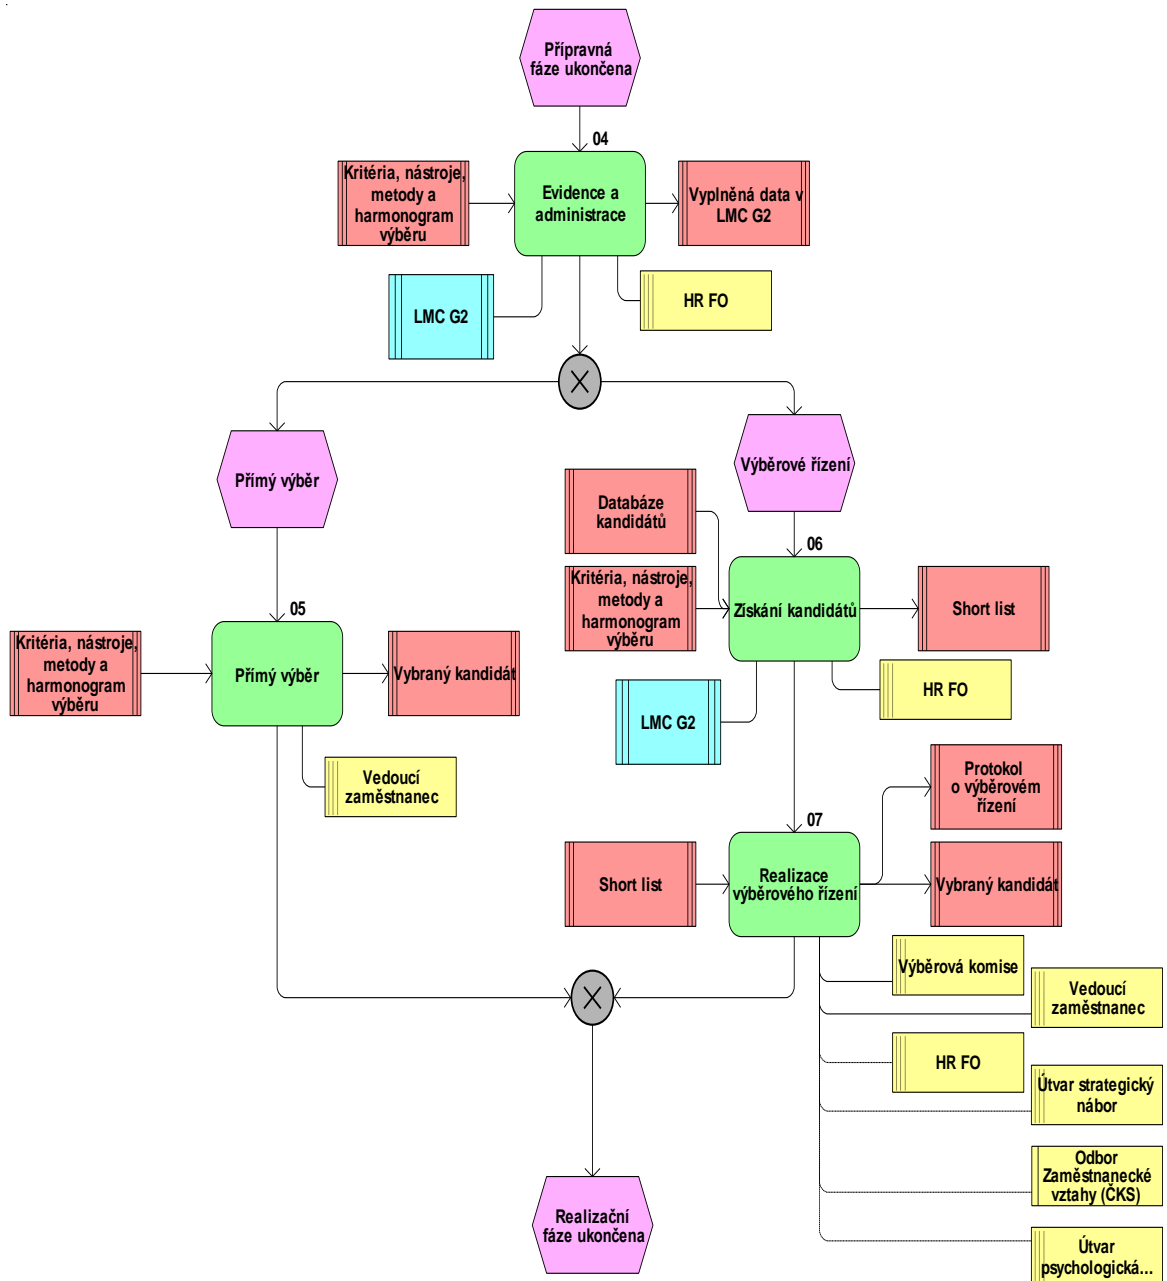 Přípravná
fáze ukončena
04
Kritéria, nástroje,
metody a
harmonogram
výběru
Evidence a
administrace
Vyplněná data v
LMC G2
LMC G2
HR FO
X
Přímý výběr
Výběrové řízení
Databáze
kandidátů
06
Kritéria, nástroje,
metody a
harmonogram
výběru
Získání kandidátů
Short list
05
Kritéria, nástroje,
metody a
harmonogram
výběru
Přímý výběr
Vybraný kandidát
HR FO
LMC G2
Vedoucí
zaměstnanec
Protokol
o výběrovém
řízení
07
Short list
Realizace
výběrového řízení
Vybraný kandidát
Výběrová komise
Vedoucí
zaměstnanec
X
HR FO
Útvar strategický
nábor
Odbor
Zaměstnanecké
vztahy (ČKS)
Realizační
fáze ukončena
Útvar
psychologická...